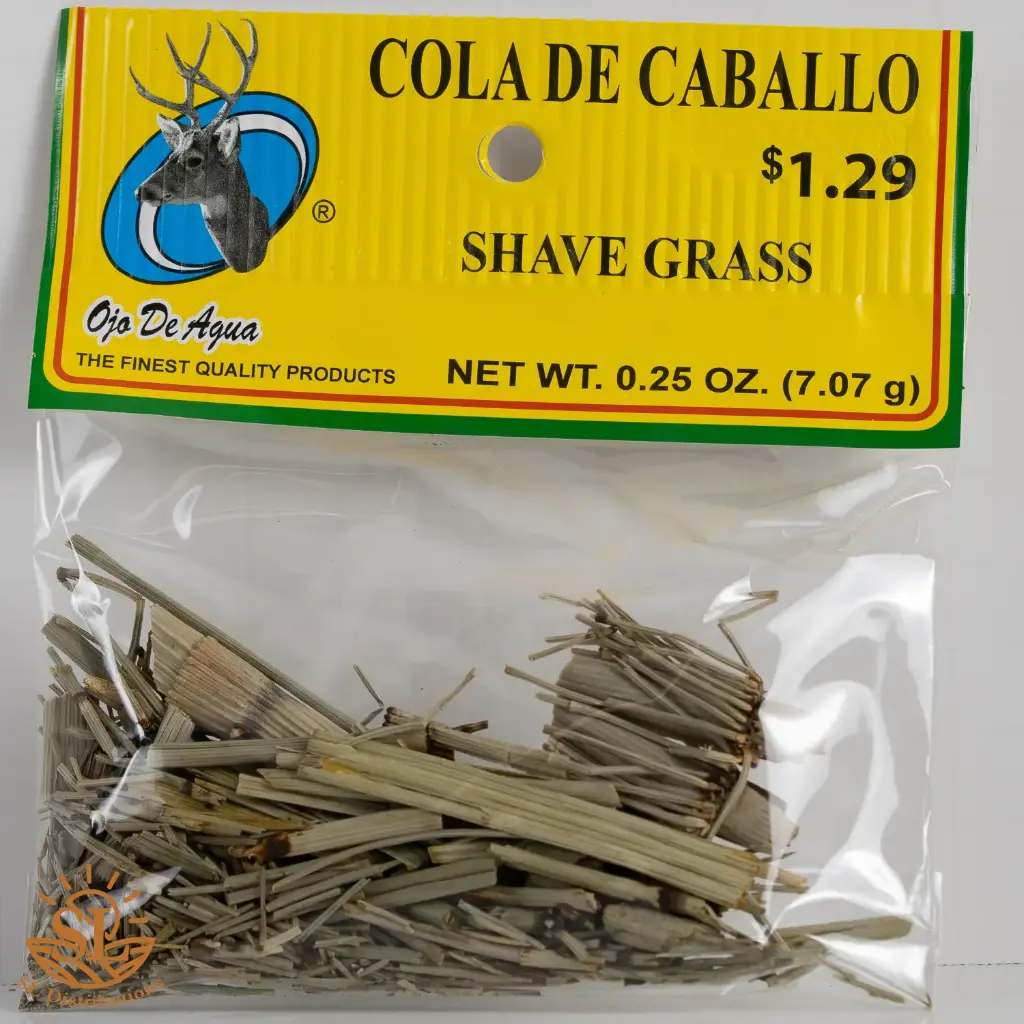 COLA DE CABALLO
$1.29
SHAVE GRASS
®
Ojo De Agua
THE FINEST QUALITY PRODUCTS
NET WT. 0.25 OZ. (7.07 g)
SL